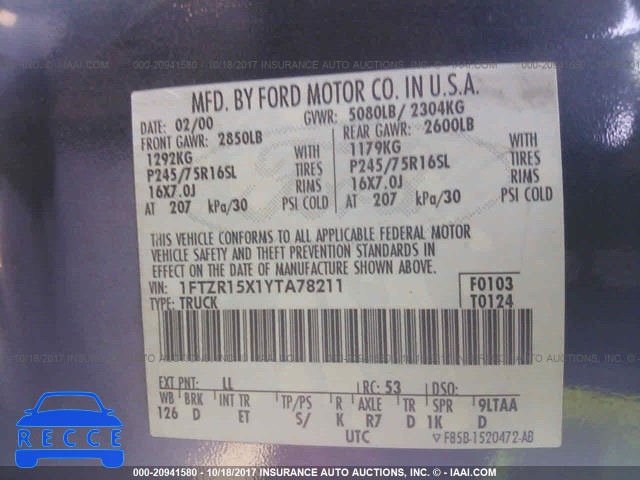 000-20941580 - 10/18/2017 - INSURANCE AUTO AUCTIONS, INC. - IAAI.COM
MFD. BY FORD MOTOR CO. IN U.S.A.
DATE: 02/00 GVWR: 5080LB/ 2304KG
FRONT GAWR: 2850LB REAR GAWR: 2600LB
1292KG WITH 1179KG WITH
P245/75R16SL TIRES P245/75R16SL TIRES
16X7.0J RIMS 16X7.0J RIMS
AT 207 kPa/30 PSI COLD AT 207 kPa/30 PSI COLD
THIS VEHICLE CONFORMS TO ALL APPLICABLE FEDERAL MOTOR
VEHICLE SAFETY AND THEFT PREVENTION STANDARDS IN
EFFECT ON THE DATE OF MANUFACTURE SHOWN ABOVE.
VIN: 1FTZR15X1YTA78211 F0103
TYPE: TRUCK T0124
EXT PNT: LL RC: 53 DSO:
WB BRK INT TR TP/PS R AXLE TR SPR 9LTAA
126 D ET S/ K R7 D 1K D
UTC ▽FB5B-1520472-AB
RECCE
000-20941580 - 10/18/2017 - INSURANCE AUTO AUCTIONS, INC. - IAAI.COM